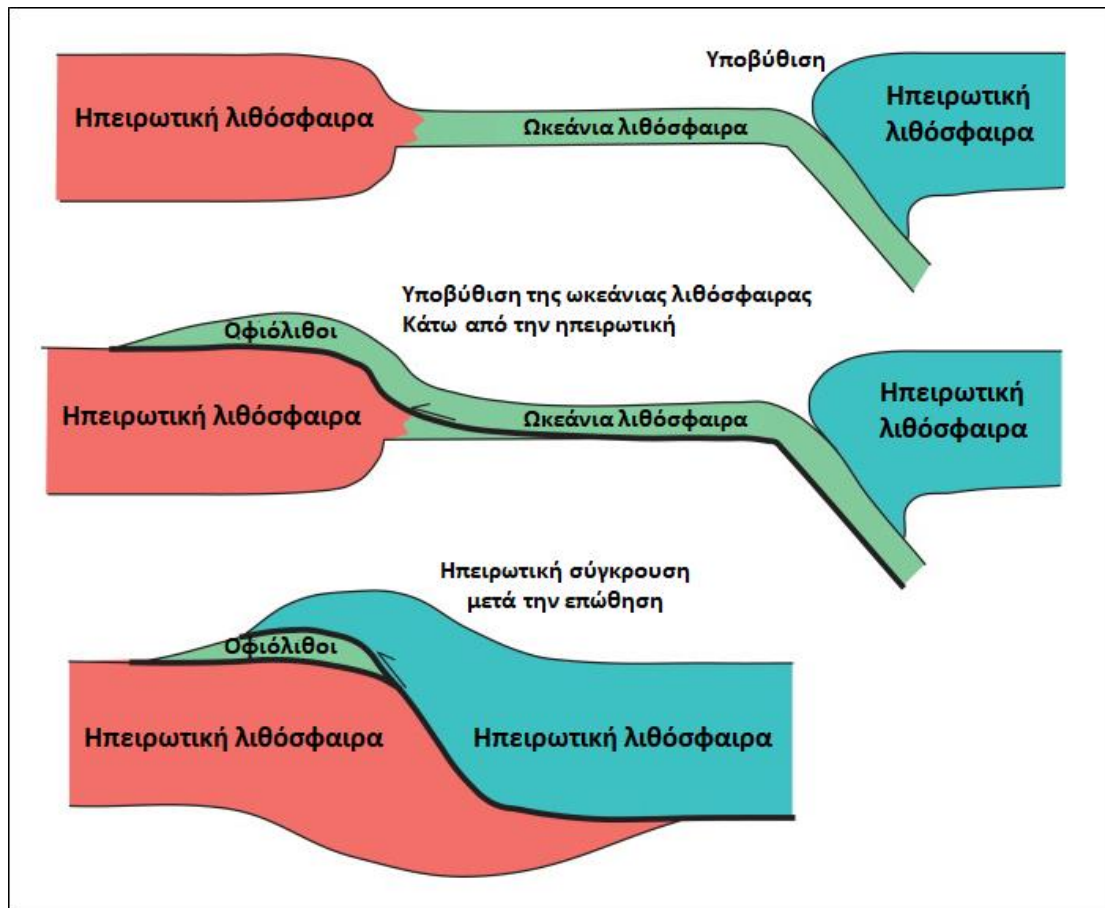 Υποβύθιση
Ηπειρωτική λιθόσφαιρα
Ωκεάνια λιθόσφαιρα
Ηπειρωτική
λιθόσφαιρα
Υποβύθιση της ωκεάνιας λιθόσφαιρας
Κάτω από την ηπειρωτική
Οφιόλιθοι
Ηπειρωτική λιθόσφαιρα
Ωκεάνια λιθόσφαιρα
Ηπειρωτική
λιθόσφαιρα
Ηπειρωτική σύγκρουση
μετά την επώθηση
Οφιόλιθοι
Ηπειρωτική λιθόσφαιρα
Ηπειρωτική λιθόσφαιρα